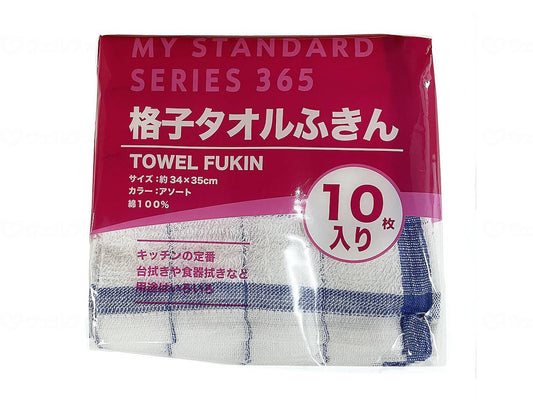 MY STANDARD
SERIES 365
格子タオルふきん
TOWEL FUKIN
サイズ：約34×35cm
カラー：アソート
綿100%
10枚
入り
キッチンの定番
台拭きや食器拭きなど
用途はいろいろ